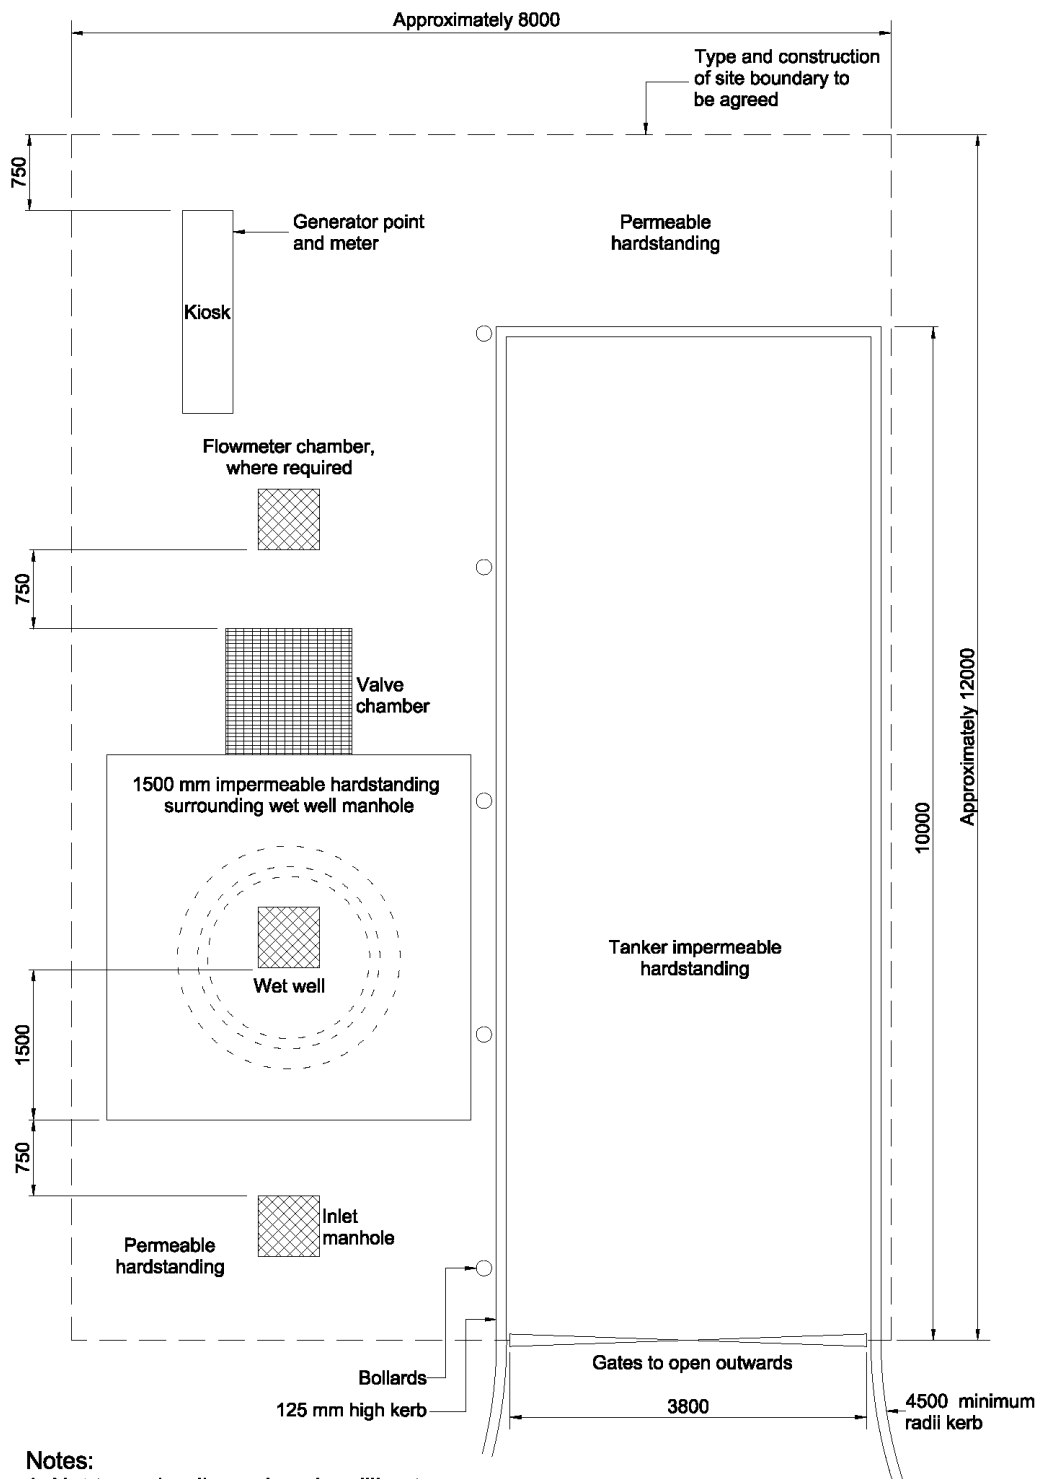 Approximately 8000
Type and construction
of site boundary to
be agreed
750
Generator point
and meter
Permeable
hardstanding
Kiosk
Flowmeter chamber,
where required
750
Valve
chamber
1500 mm impermeable hardstanding
surrounding wet well manhole
Approximately 12000
10000
Tanker impermeable
hardstanding
Wet well
1500
750
Inlet
manhole
Permeable
hardstanding
Gates to open outwards
Bollards
125 mm high kerb
3800
4500 minimum
radii kerb
Notes: